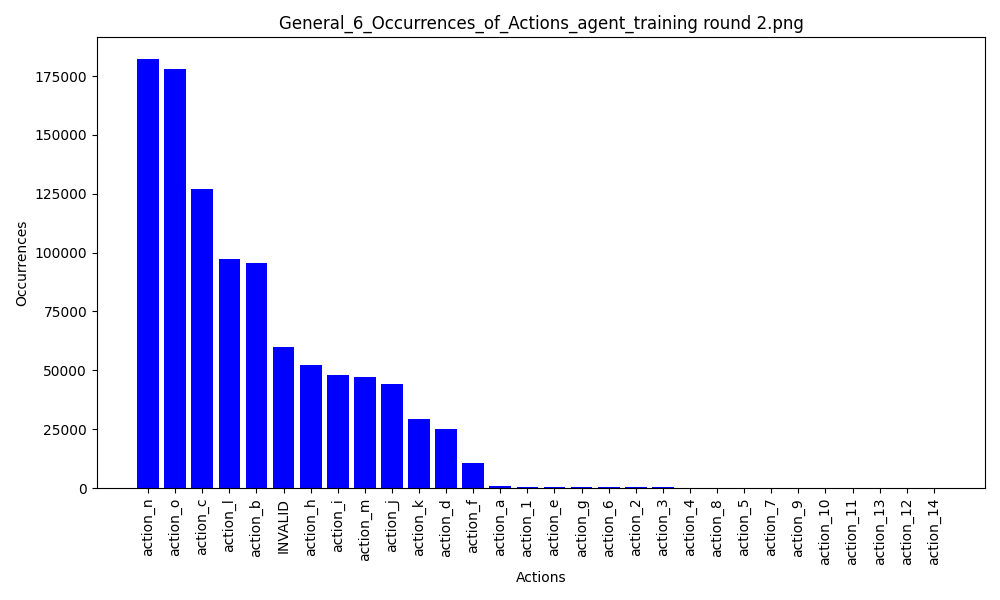 General_6_Occurrences_of_Actions_agent_training round 2.png
Occurrences
175000
150000
125000
100000
75000
50000
25000
0
action_n
action_o
action_c
action_l
action_b
INVALID
action_h
action_i
action_m
action_j
action_k
action_d
action_f
action_a
action_1
action_e
action_g
action_6
action_2
action_3
action_4
action_8
action_5
action_7
action_9
action_10
action_11
action_13
action_12
action_14
Actions